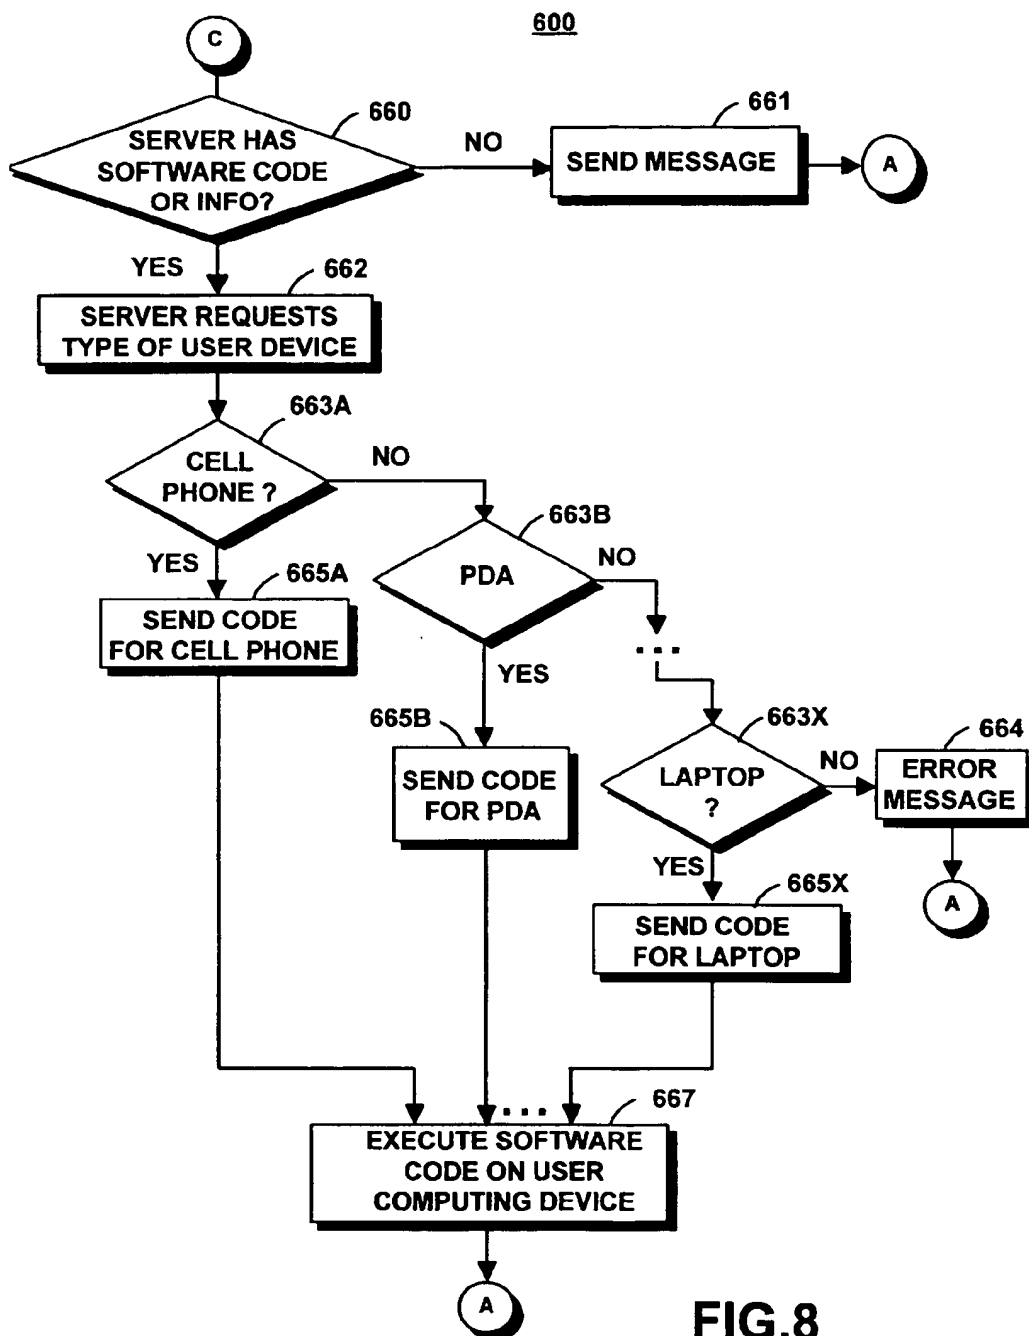 600
C
660
SERVER HAS
SOFTWARE CODE
OR INFO?
NO
661
SEND MESSAGE
A
YES
662
SERVER REQUESTS
TYPE OF USER DEVICE
663A
CELL
PHONE ?
NO
YES
663B
PDA
NO
...
665A
SEND CODE
FOR CELL PHONE
YES
665B
SEND CODE
FOR PDA
663X
LAPTOP
?
NO
664
ERROR
MESSAGE
A
YES
665X
SEND CODE
FOR LAPTOP
...
667
EXECUTE SOFTWARE
CODE ON USER
COMPUTING DEVICE
A
FIG.8